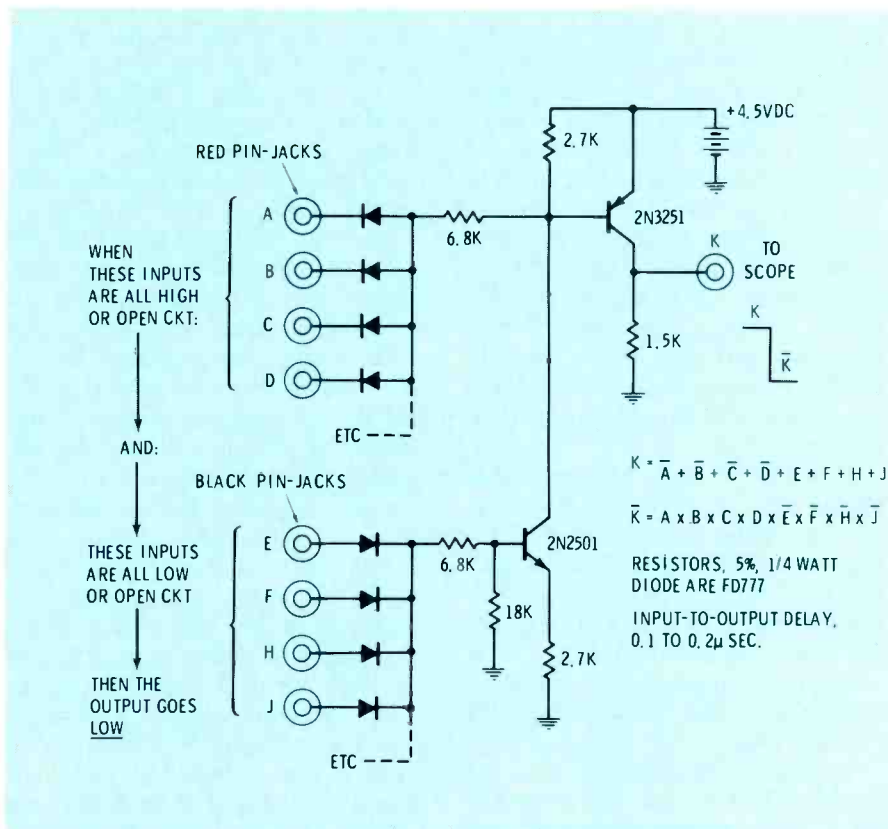 +4.5VDC
2.7K
RED PIN-JACKS
A
6.8K
2N3251
WHEN
THESE INPUTS
ARE ALL HIGH
OR OPEN CKT:
B
C
D
K
TO
SCOPE
K
K̅
1.5K
ETC
AND:
BLACK PIN-JACKS
K = A̅ + B̅ + C̅ + D̅ + E + F + H + J
K̅ = A x B x C x D x E̅ x F̅ x H̅ x J̅
THESE INPUTS
ARE ALL LOW
OR OPEN CKT
E
F
H
J
6.8K
2N2501
18K
2.7K
RESISTORS, 5%, 1/4 WATT
DIODE ARE FD777
INPUT-TO-OUTPUT DELAY,
0.1 TO 0.2μ SEC.
THEN THE
OUTPUT GOES
LOW
ETC